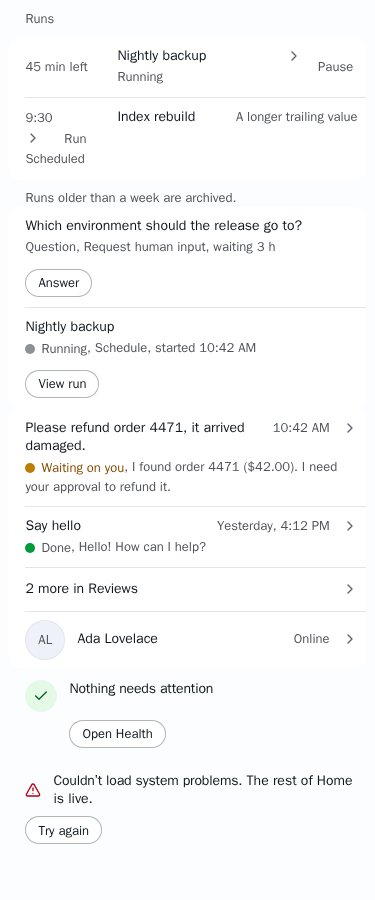 Runs
45 min left
Nightly backup
Running
Pause
9:30
Index rebuild
A longer trailing value
Run
Scheduled
Runs older than a week are archived.
Which environment should the release go to?
Question, Request human input, waiting 3 h
Answer
Nightly backup
Running, Schedule, started 10:42 AM
View run
Please refund order 4471, it arrived
damaged.
10:42 AM
Waiting on you, I found order 4471 ($42.00). I need
your approval to refund it.
Say hello
Yesterday, 4:12 PM
Done, Hello! How can I help?
2 more in Reviews
AL
Ada Lovelace
Online
Nothing needs attention
Open Health
Couldn’t load system problems. The rest of Home
is live.
Try again